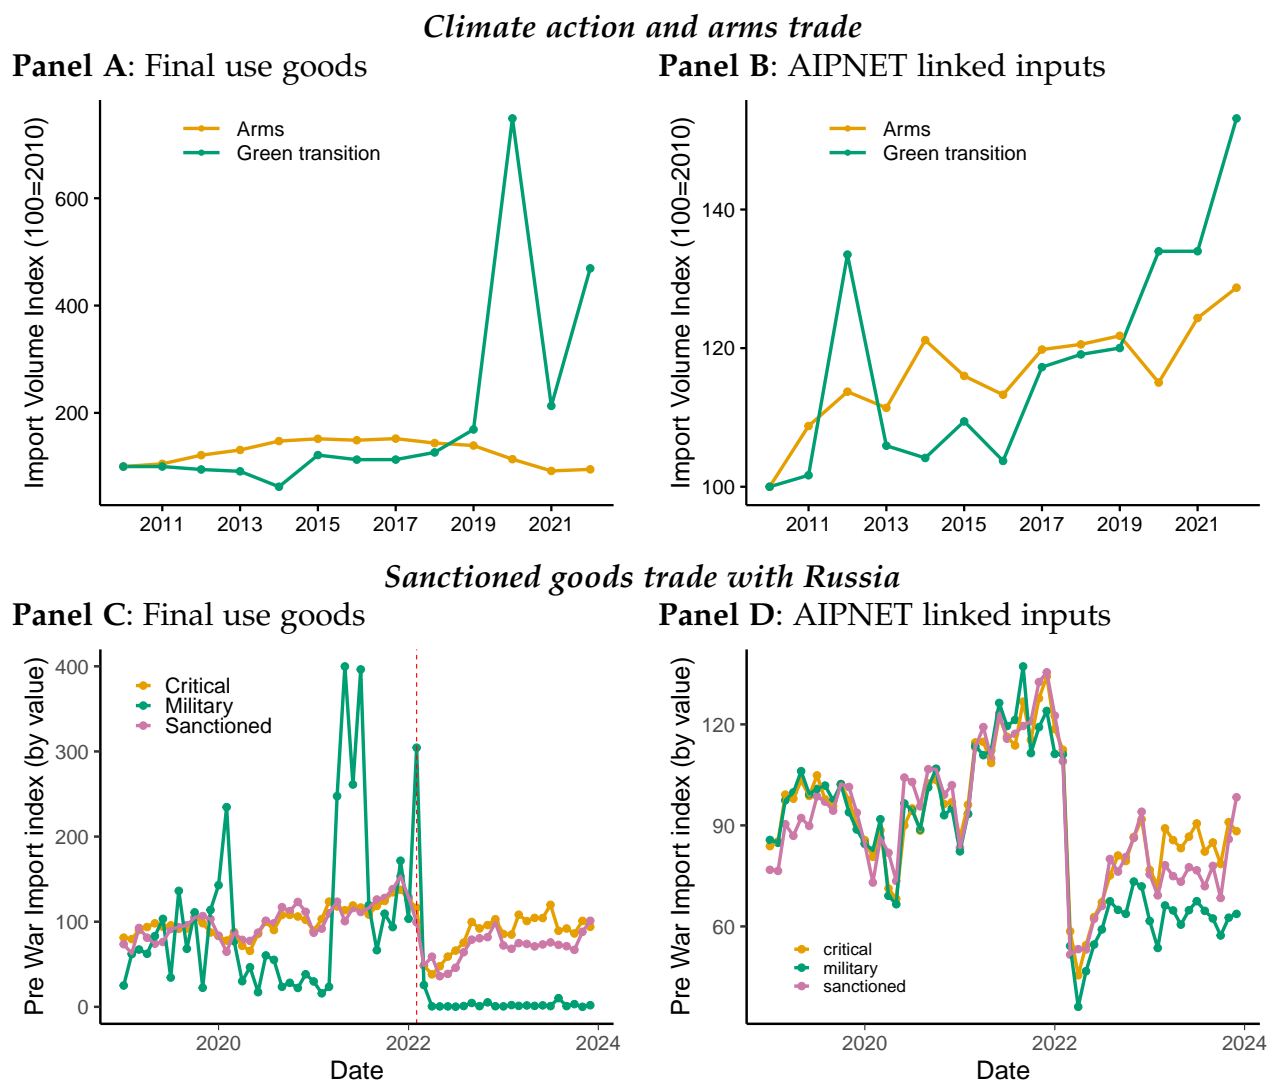 Climate action and arms trade
Panel A: Final use goods
Import Volume Index (100=2010)
600
400
200
Arms
Green transition
2011 2013 2015 2017 2019 2021
Panel B: AIPNET linked inputs
Import Volume Index (100=2010)
140
120
100
Arms
Green transition
2011 2013 2015 2017 2019 2021
Sanctioned goods trade with Russia
Panel C: Final use goods
Pre War Import index (by value)
400
300
200
100
0
Critical
Military
Sanctioned
2020 2022 2024
Date
Panel D: AIPNET linked inputs
Pre War Import index (by value)
120
90
60
critical
military
sanctioned
2020 2022 2024
Date